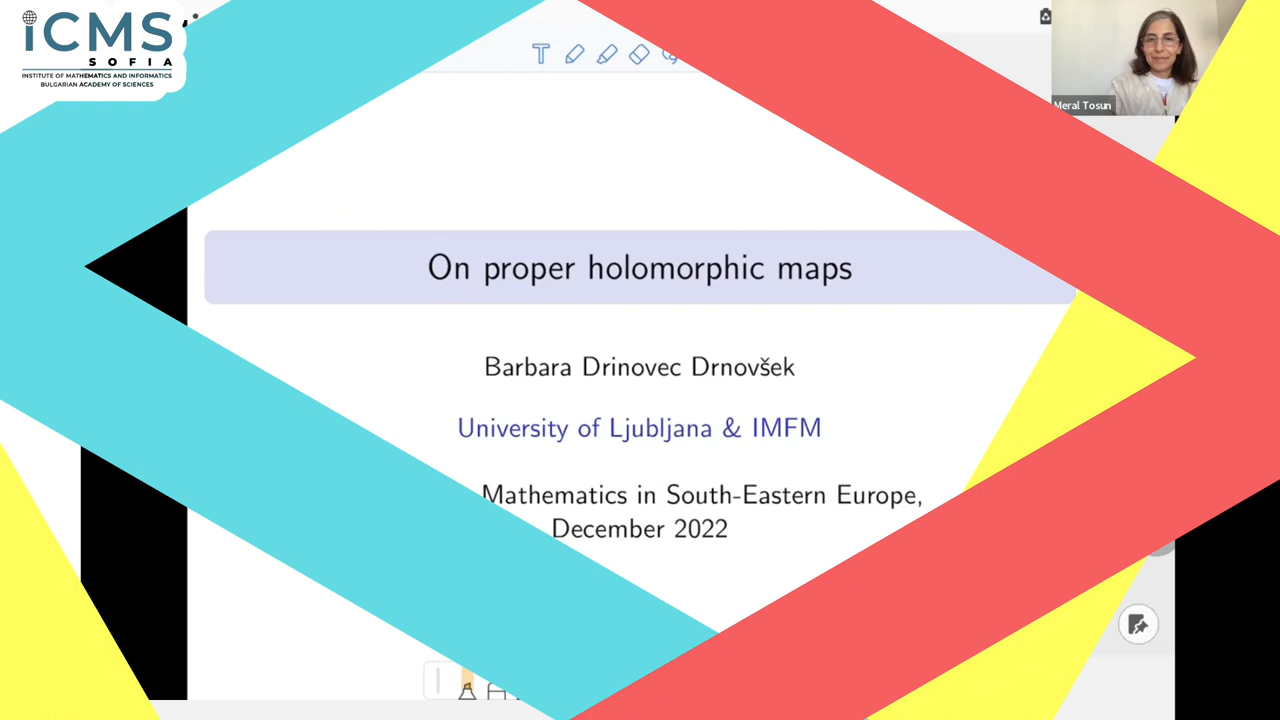 iCMS
SOFIA
INSTITUTE OF MATHEMATICS AND INFORMATICS
BULGARIAN ACADEMY OF SCIENCES
Meral Tosun
On proper holomorphic maps
Barbara Drinovec Drnovšek
University of Ljubljana & IMFM
Mathematics in South-Eastern Europe,
December 2022